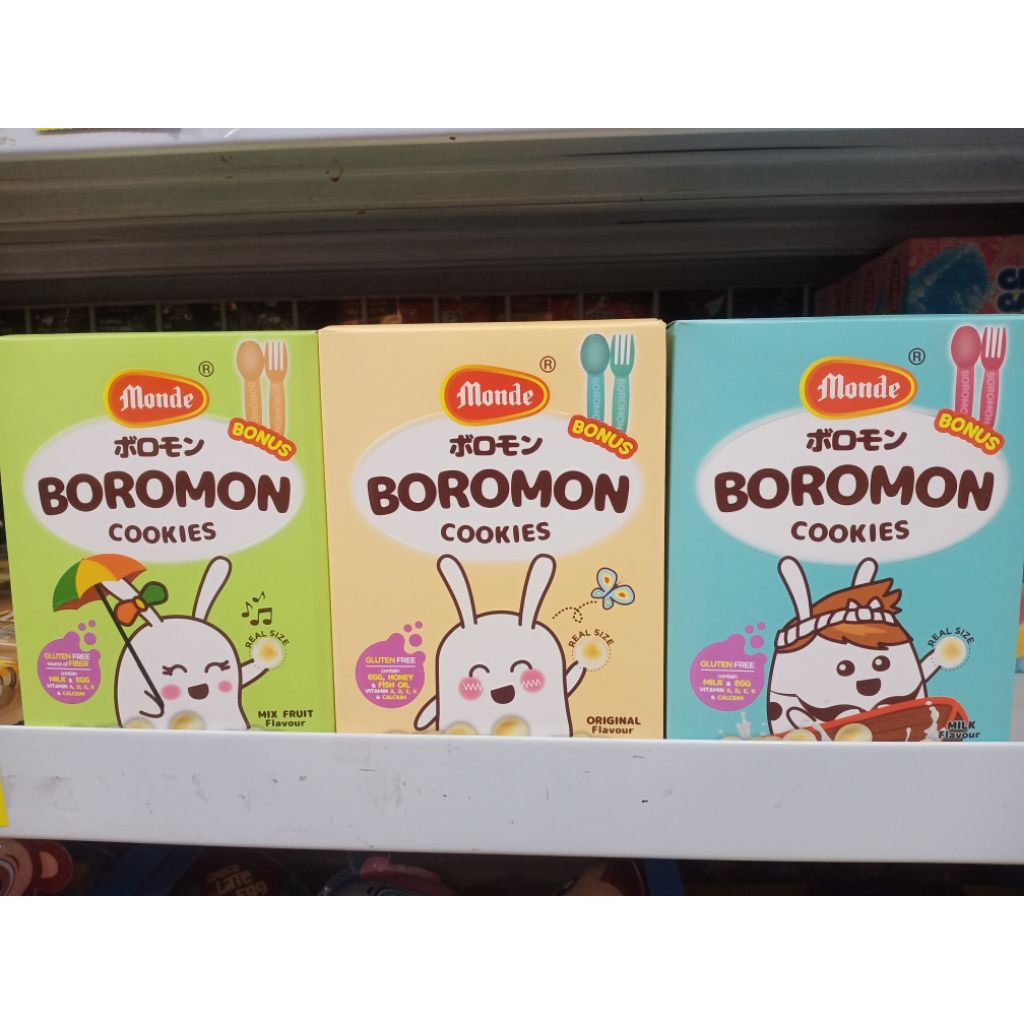 Monde
®
BOROMON
BONUS
ボロモン
BOROMON
COOKIES
REAL SIZE
GLUTEN FREE
source of FIBER
contain
MILK & EGG
VITAMIN A, D, E, K
& CALCIUM
MIX FRUIT
Flavour
Monde
®
BOROMON
BONUS
ボロモン
BOROMON
COOKIES
REAL SIZE
GLUTEN FREE
contain
EGG, HONEY
& FISH OIL
VITAMIN A, D, E, K
& CALCIUM
ORIGINAL
Flavour
Monde
®
BOROMON
BONUS
ボロモン
BOROMON
COOKIES
REAL SIZE
GLUTEN FREE
contain
MILK & EGG
VITAMIN A, D, E, K
& CALCIUM
MILK
Flavour